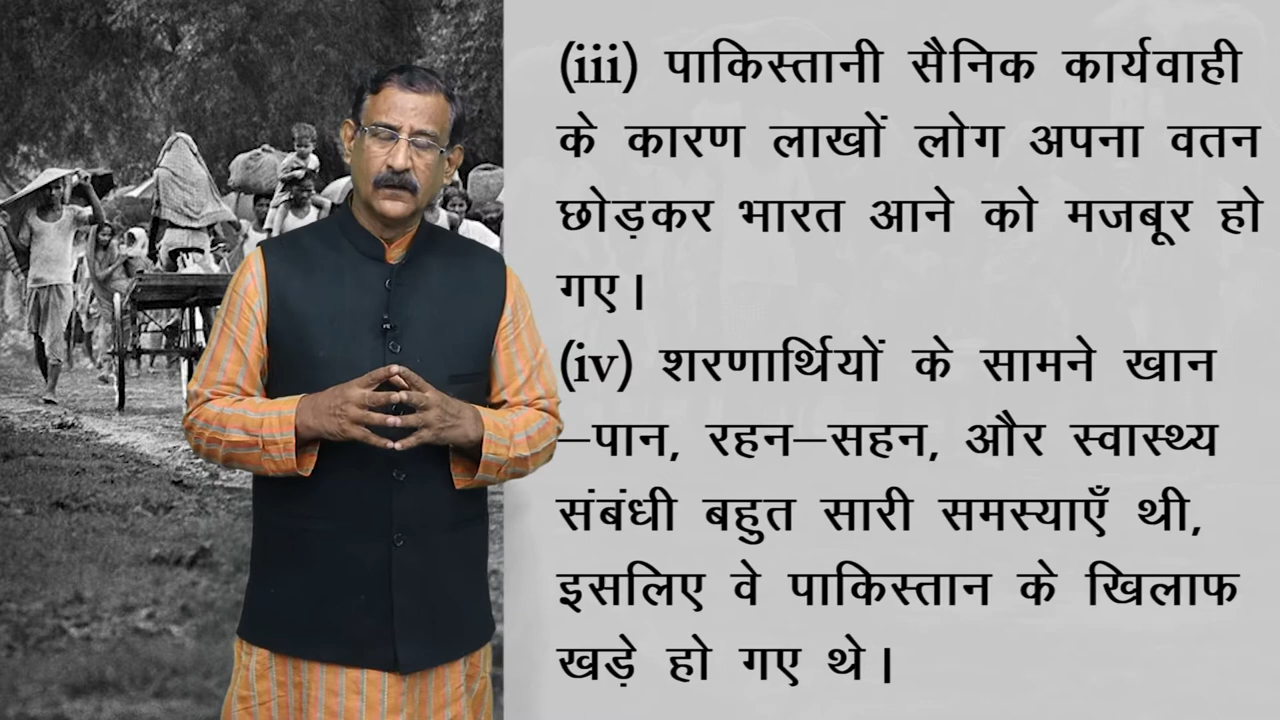 (iii) पाकिस्तानी सैनिक कार्यवाही
के कारण लाखों लोग अपना वतन
छोड़कर भारत आने को मजबूर हो
गए।
(iv) शरणार्थियों के सामने खान
–पान, रहन–सहन, और स्वास्थ्य
संबंधी बहुत सारी समस्याएँ थी,
इसलिए वे पाकिस्तान के खिलाफ
खड़े हो गए थे।